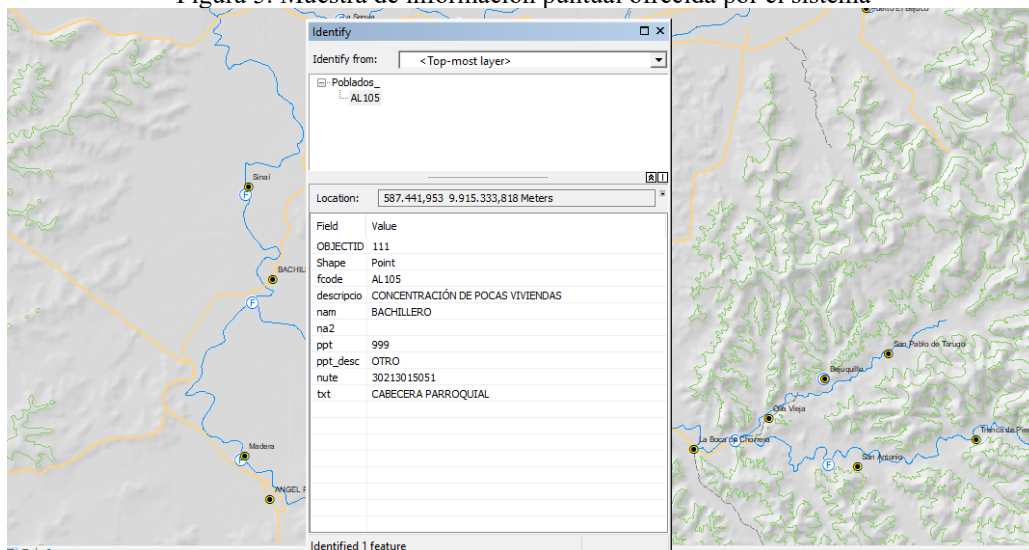 Figura 5. Muestra de información puntual ofrecida por el sistema
Identify
Identify from: <Top-most layer>
Poblados_
AL105
Location: 587.441,953 9.915.333,818 Meters
Field Value
OBJECTID 111
Shape Point
fcode AL105
descripcio CONCENTRACIÓN DE POCAS VIVIENDAS
nam BACHILLERO
na2
ppt 999
ppt_desc OTRO
nute 30213015051
txt CABECERA PARROQUIAL
Identified 1 feature
Sinai
F
BACHIL
F
Madera
F
ANGEL
San Pablo de Tarugo
Bejuquilla
Olla Vieja
La Boca de Chorrera
F
San Antonio
F